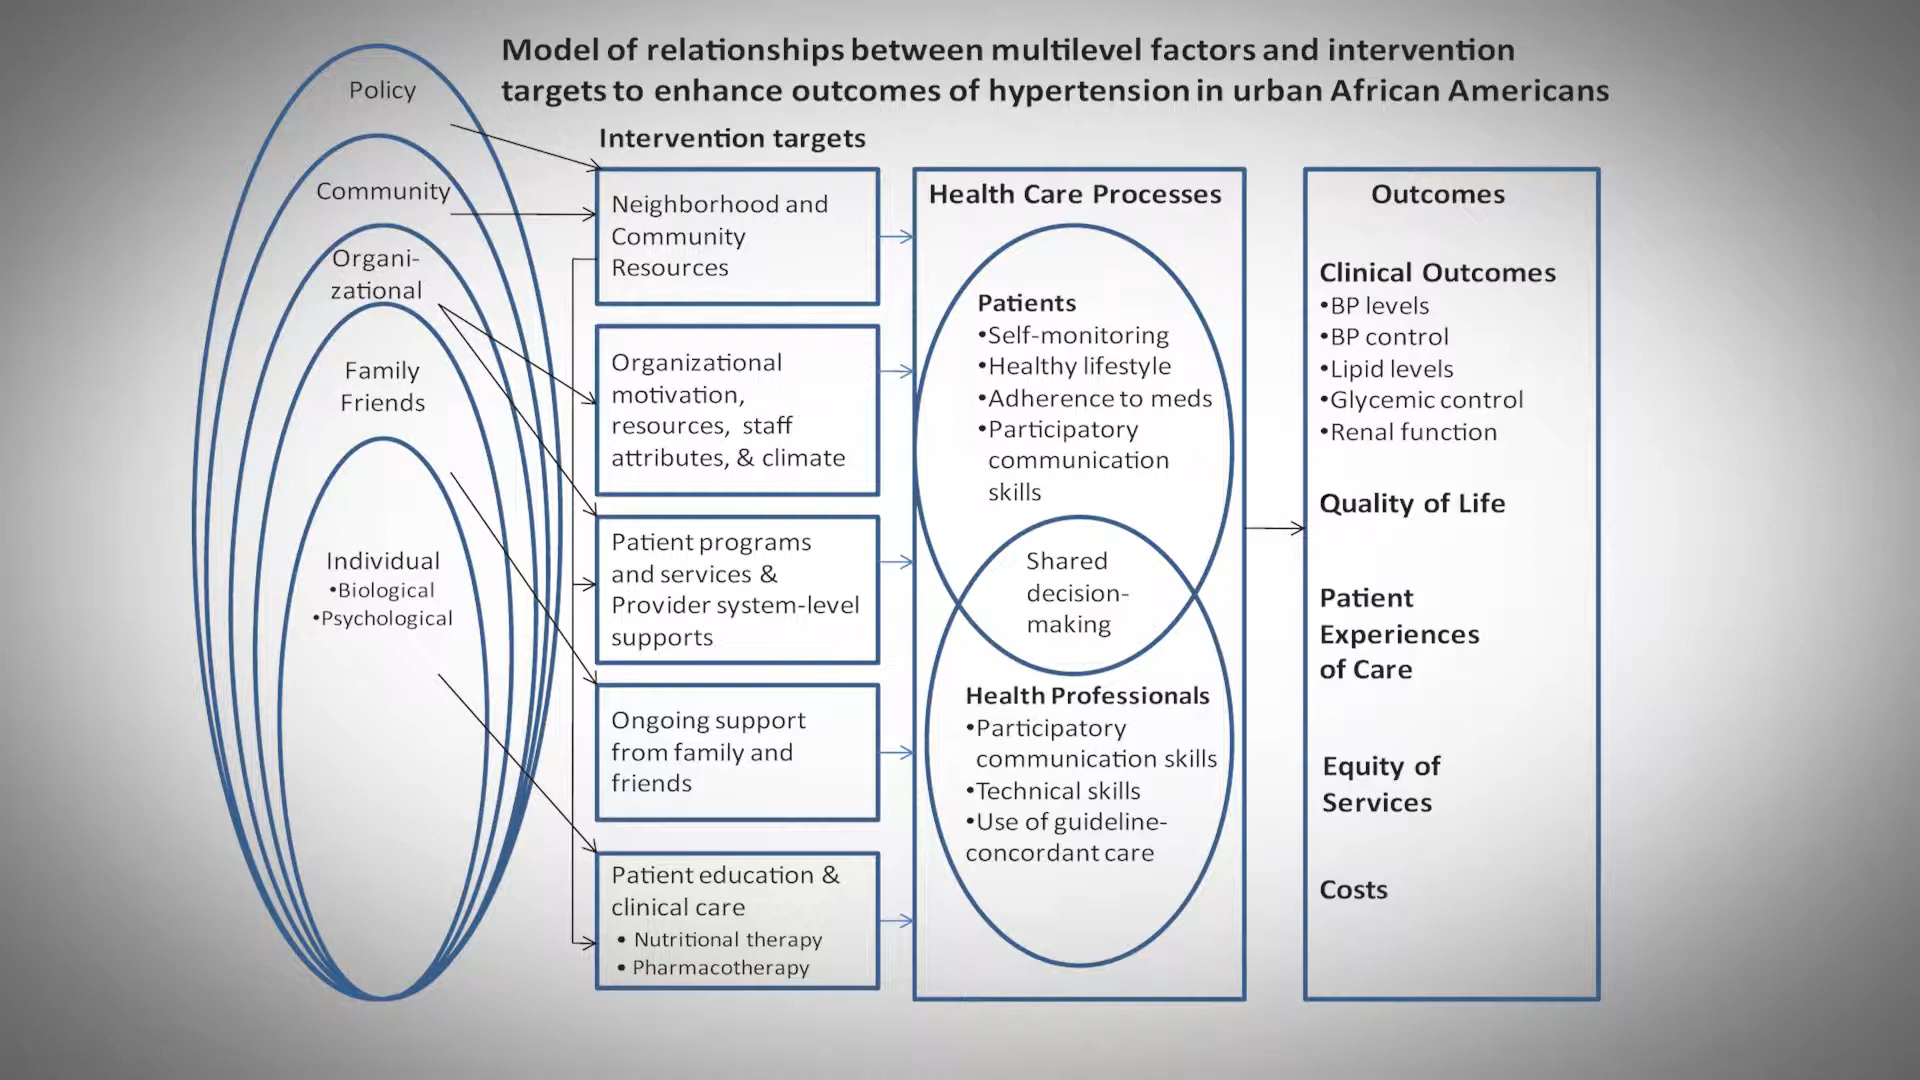 Model of relationships between multilevel factors and intervention
targets to enhance outcomes of hypertension in urban African Americans
Policy
Community
Organi-
zational
Family
Friends
Individual
•Biological
•Psychological
Intervention targets
Neighborhood and
Community
Resources
Organizational
motivation,
resources, staff
attributes, & climate
Patient programs
and services &
Provider system-level
supports
Ongoing support
from family and
friends
Patient education &
clinical care
• Nutritional therapy
• Pharmacotherapy
Health Care Processes
Patients
•Self-monitoring
•Healthy lifestyle
•Adherence to meds
•Participatory
communication
skills
Shared
decision-
making
Health Professionals
•Participatory
communication skills
•Technical skills
•Use of guideline-
concordant care
Outcomes
Clinical Outcomes
•BP levels
•BP control
•Lipid levels
•Glycemic control
•Renal function
Quality of Life
Patient
Experiences
of Care
Equity of
Services
Costs